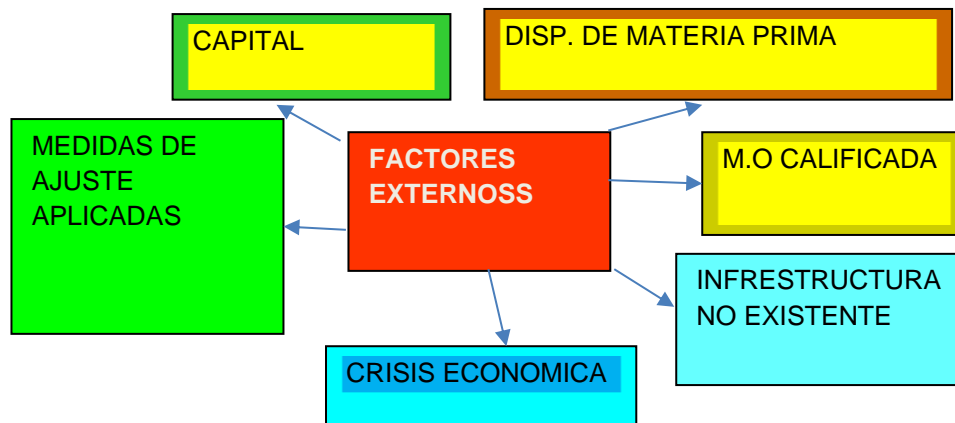 CAPITAL
DISP. DE MATERIA PRIMA
MEDIDAS DE
AJUSTE
APLICADAS
FACTORES
EXTERNOSS
M.O CALIFICADA
INFRESTRUCTURA
NO EXISTENTE
CRISIS ECONOMICA